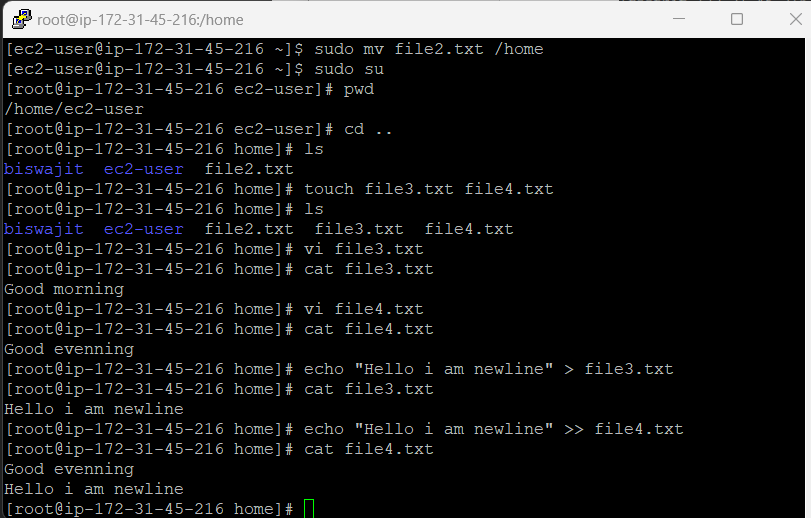 root@ip-172-31-45-216:/home
[ec2-user@ip-172-31-45-216 ~]$ sudo mv file2.txt /home
[ec2-user@ip-172-31-45-216 ~]$ sudo su
[root@ip-172-31-45-216 ec2-user]# pwd
/home/ec2-user
[root@ip-172-31-45-216 ec2-user]# cd ..
[root@ip-172-31-45-216 home]# ls
biswajit  ec2-user  file2.txt
[root@ip-172-31-45-216 home]# touch file3.txt file4.txt
[root@ip-172-31-45-216 home]# ls
biswajit  ec2-user  file2.txt  file3.txt  file4.txt
[root@ip-172-31-45-216 home]# vi file3.txt
[root@ip-172-31-45-216 home]# cat file3.txt
Good morning
[root@ip-172-31-45-216 home]# vi file4.txt
[root@ip-172-31-45-216 home]# cat file4.txt
Good evenning
[root@ip-172-31-45-216 home]# echo "Hello i am newline" > file3.txt
[root@ip-172-31-45-216 home]# cat file3.txt
Hello i am newline
[root@ip-172-31-45-216 home]# echo "Hello i am newline" >> file4.txt
[root@ip-172-31-45-216 home]# cat file4.txt
Good evenning
Hello i am newline
[root@ip-172-31-45-216 home]#